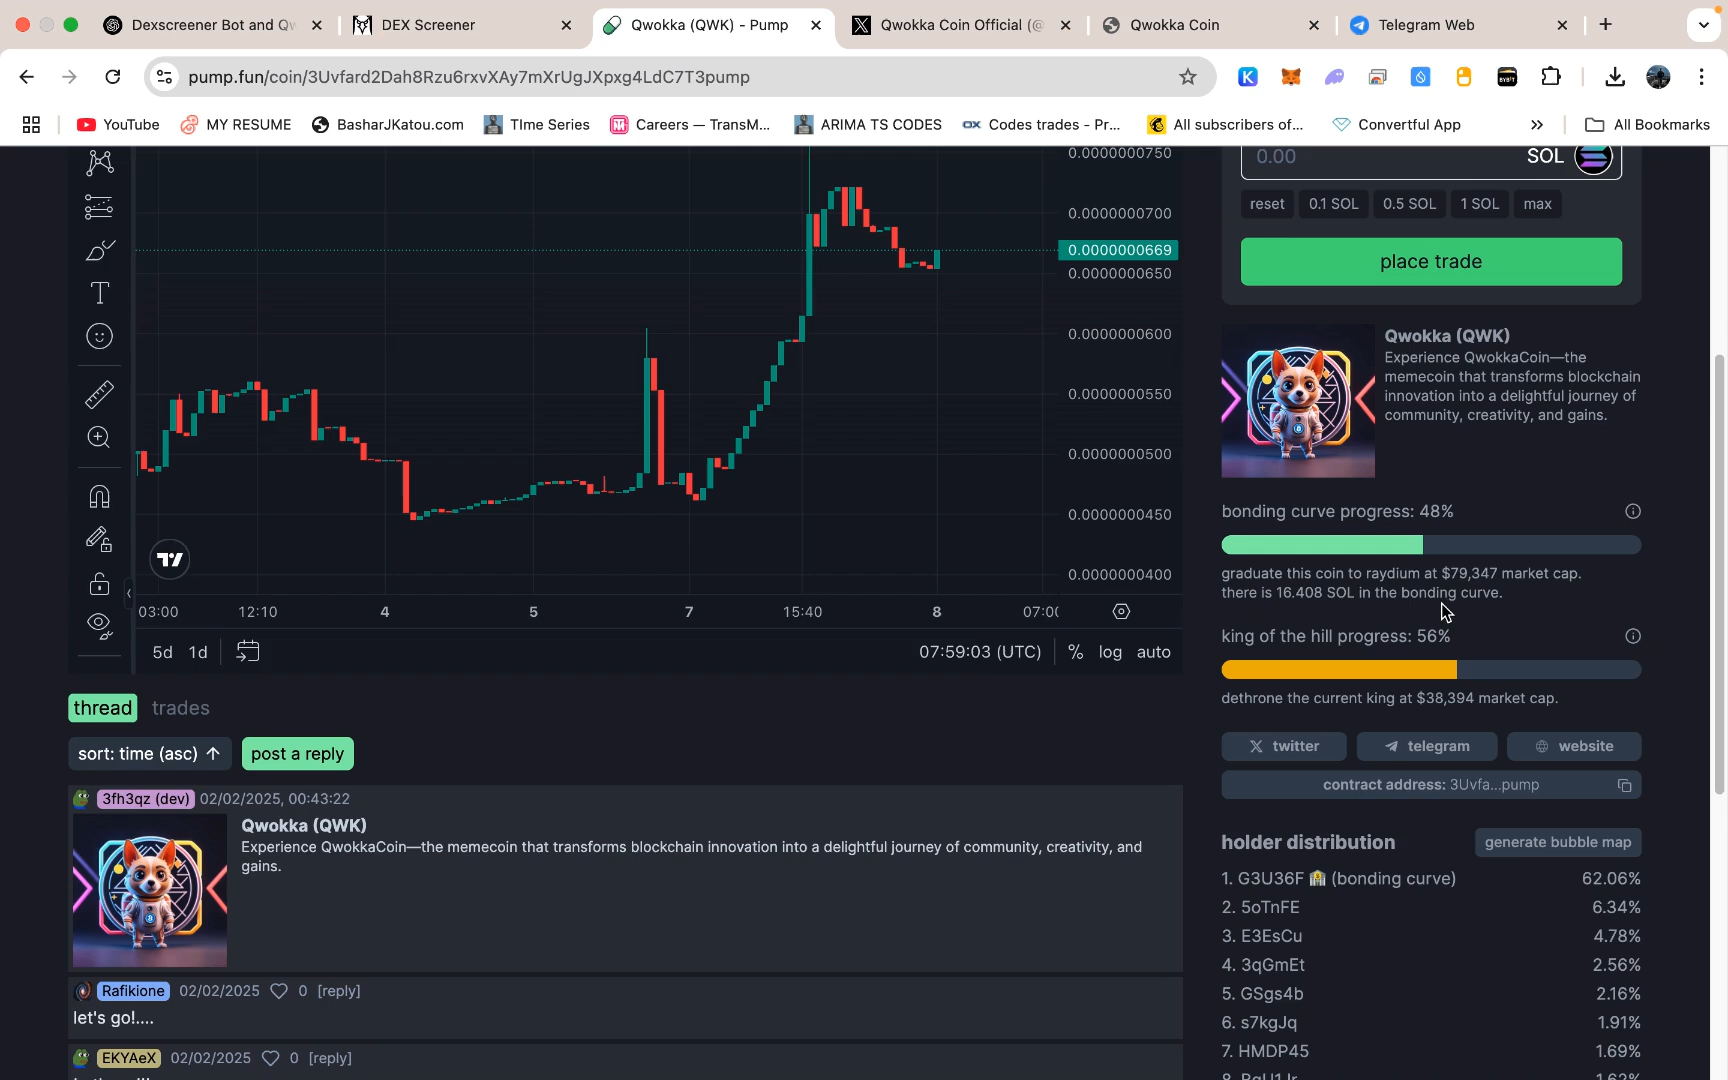 Dexscreener Bot and Qw
DEX Screener
Qwokka (QWK) - Pump
Qwokka Coin Official (@
Qwokka Coin
Telegram Web
pump.fun/coin/3Uvfard2Dah8Rzu6rxvXAy7mXrUgJXpxg4LdC7T3pump
YouTube
MY RESUME
BasharJKatou.com
TIme Series
Careers — TransM...
ARIMA TS CODES
Codes trades - Pr...
All subscribers of...
Convertful App
All Bookmarks
0.0000000750
0.0000000700
0.0000000669
0.0000000650
0.0000000600
0.0000000550
0.0000000500
0.0000000450
0.0000000400
03:00 12:10 4 5 7 15:40 8 07:00
5d 1d
07:59:03 (UTC)
% log auto
0.00 SOL
reset 0.1 SOL 0.5 SOL 1 SOL max
place trade
Qwokka (QWK)
Experience QwokkaCoin—the
memecoin that transforms blockchain
innovation into a delightful journey of
community, creativity, and gains.
bonding curve progress: 48%
graduate this coin to raydium at $79,347 market cap.
there is 16.408 SOL in the bonding curve.
king of the hill progress: 56%
dethrone the current king at $38,394 market cap.
twitter telegram website
contract address: 3Uvfa...pump
holder distribution
generate bubble map
1. G3U36F 🏦 (bonding curve) 62.06%
2. 5oTnFE 6.34%
3. E3EsCu 4.78%
4. 3qGmEt 2.56%
5. GSgs4b 2.16%
6. s7kgJq 1.91%
7. HMDP45 1.69%
thread trades
sort: time (asc) ↑
post a reply
3fh3qz (dev) 02/02/2025, 00:43:22
Qwokka (QWK)
Experience QwokkaCoin—the memecoin that transforms blockchain innovation into a delightful journey of community, creativity, and
gains.
Rafikione 02/02/2025 0 [reply]
let's go!....
EKYAeX 02/02/2025 0 [reply]